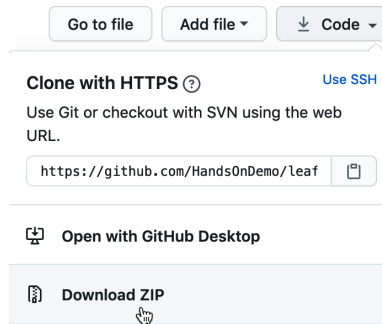 Go to file Add file Code
Clone with HTTPS Use SSH
Use Git or checkout with SVN using the web
URL.
https://github.com/HandsOnDemo/leaf
Open with GitHub Desktop
Download ZIP